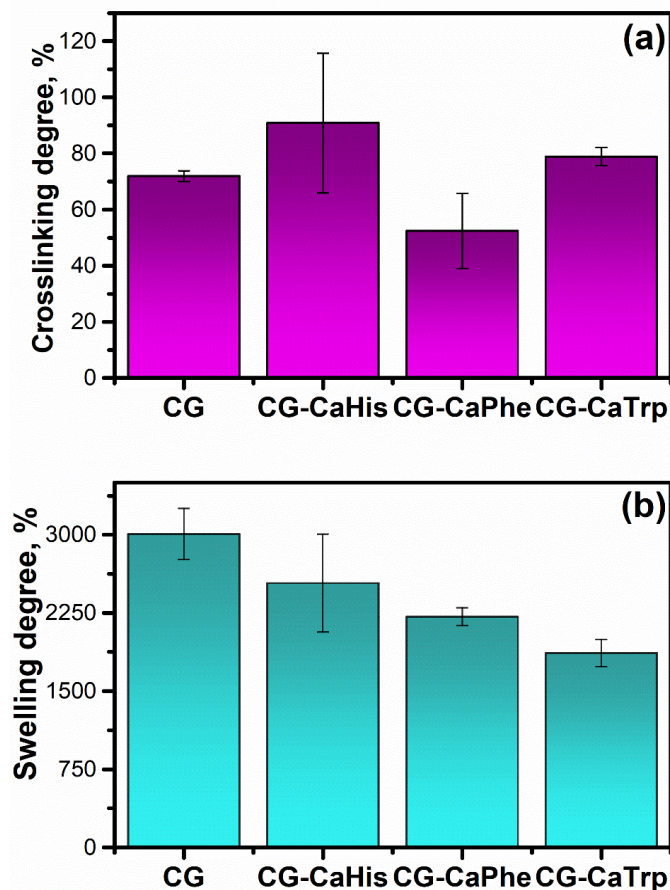 (a)
Crosslinking degree, %
120
100
80
60
40
20
0
CG CG-CaHis CG-CaPhe CG-CaTrp
(b)
Swelling degree, %
3000
2250
1500
750
0
CG CG-CaHis CG-CaPhe CG-CaTrp